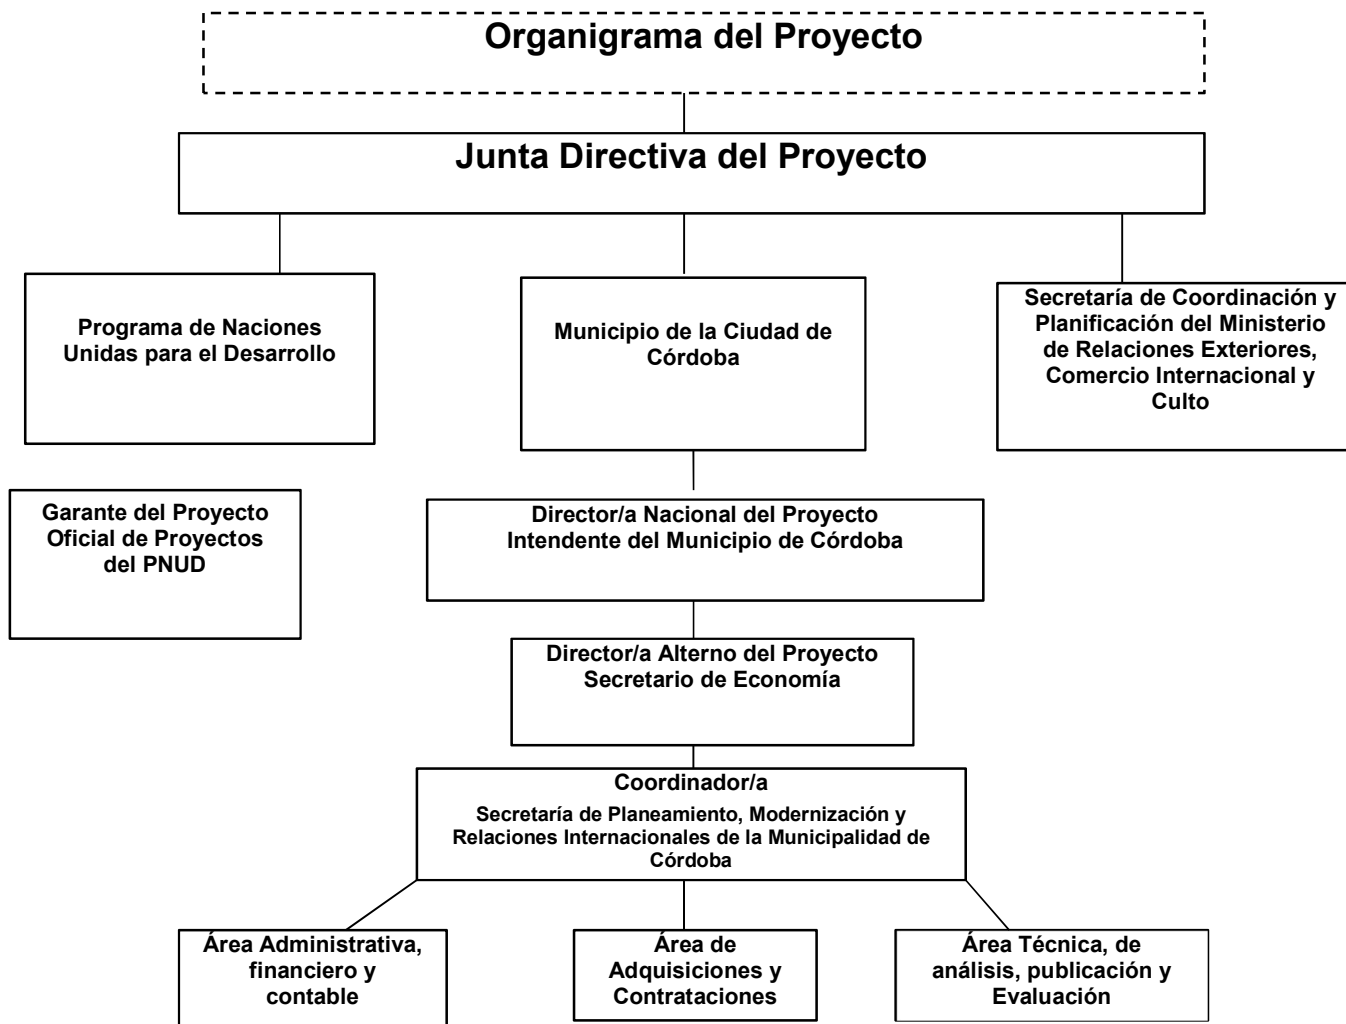 Organigrama del Proyecto
Junta Directiva del Proyecto
Programa de Naciones
Unidas para el Desarrollo
Municipio de la Ciudad de
Córdoba
Secretaría de Coordinación y
Planificación del Ministerio
de Relaciones Exteriores,
Comercio Internacional y
Culto
Garante del Proyecto
Oficial de Proyectos
del PNUD
Director/a Nacional del Proyecto
Intendente del Municipio de Córdoba
Director/a Alterno del Proyecto
Secretario de Economía
Coordinador/a
Secretaría de Planeamiento, Modernización y
Relaciones Internacionales de la Municipalidad de
Córdoba
Área Administrativa,
financiero y
contable
Área de
Adquisiciones y
Contrataciones
Área Técnica, de
análisis, publicación y
Evaluación